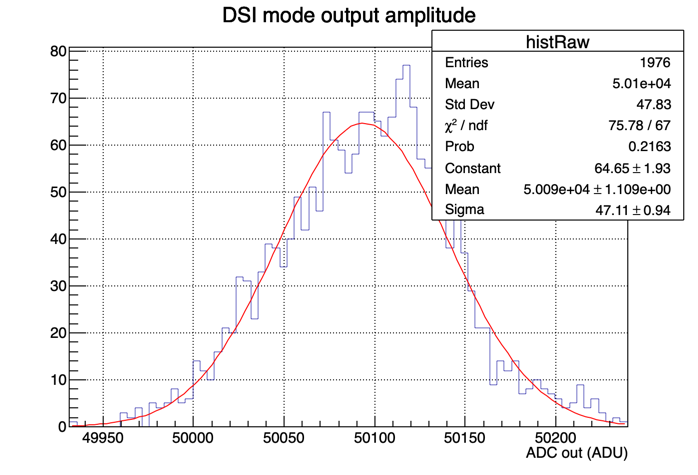 DSI mode output amplitude
histRaw
Entries 1976
Mean 5.01e+04
Std Dev 47.83
χ² / ndf 75.78 / 67
Prob 0.2163
Constant 64.65 ± 1.93
Mean 5.009e+04 ± 1.109e+00
Sigma 47.11 ± 0.94
80
70
60
50
40
30
20
10
0
49950 50000 50050 50100 50150 50200
ADC out (ADU)